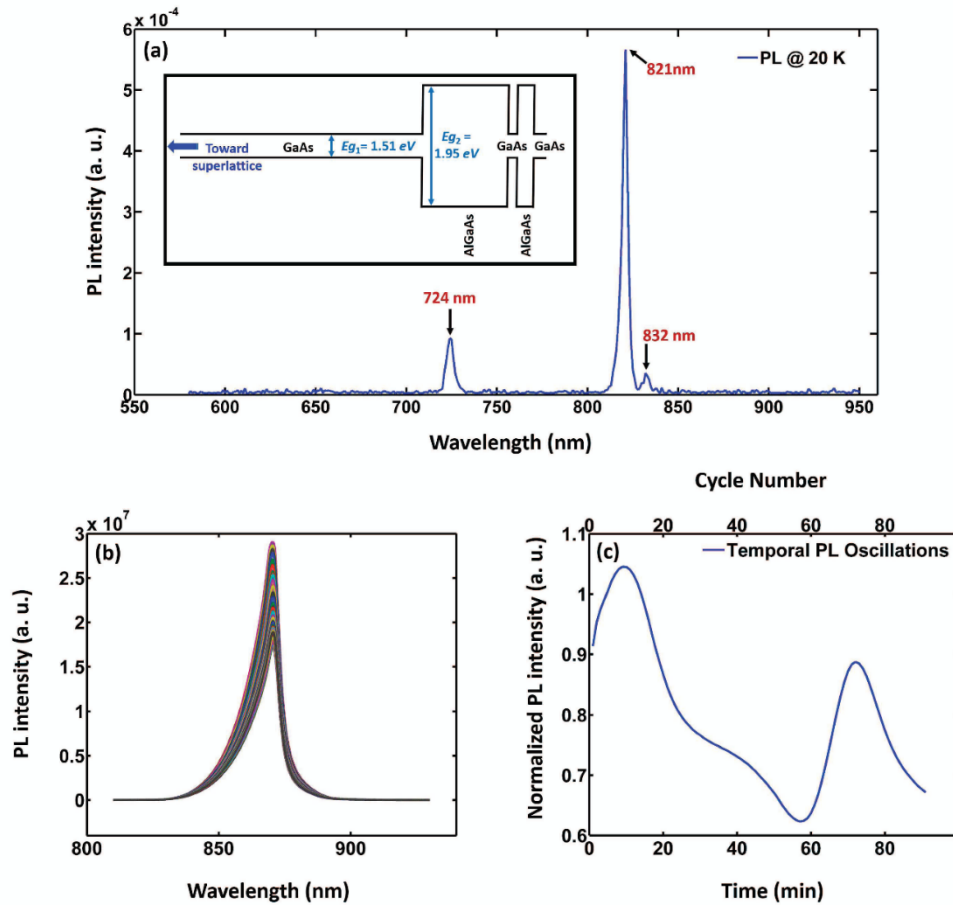 x 10⁻⁴
6
(a)
821nm
PL @ 20 K
5
Toward
superlattice
GaAs
Eg₁= 1.51 eV
Eg₂ =
1.95 eV
GaAs
GaAs
AlGaAs
AlGaAs
4
3
2
1
0
PL intensity (a. u.)
724 nm
832 nm
550
600
650
700
750
800
850
900
950
Wavelength (nm)
x 10⁷
3
(b)
2.5
2
1.5
1
0.5
0
PL intensity (a. u.)
800
850
900
Wavelength (nm)
Cycle Number
0
20
40
60
80
1.1
(c)
Temporal PL Oscillations
1
0.9
0.8
0.7
0.6
Normalized PL intensity (a. u.)
0
20
40
60
80
Time (min)